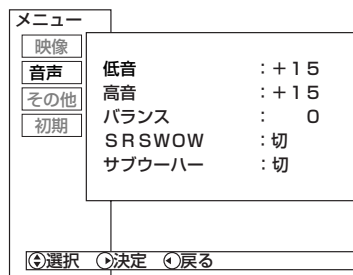 メニュー
映像
音声
その他
初期
低音 :+15
高音 :+15
バランス : 0
SRSWOW :切
サブウーハー :切
選択 決定 戻る